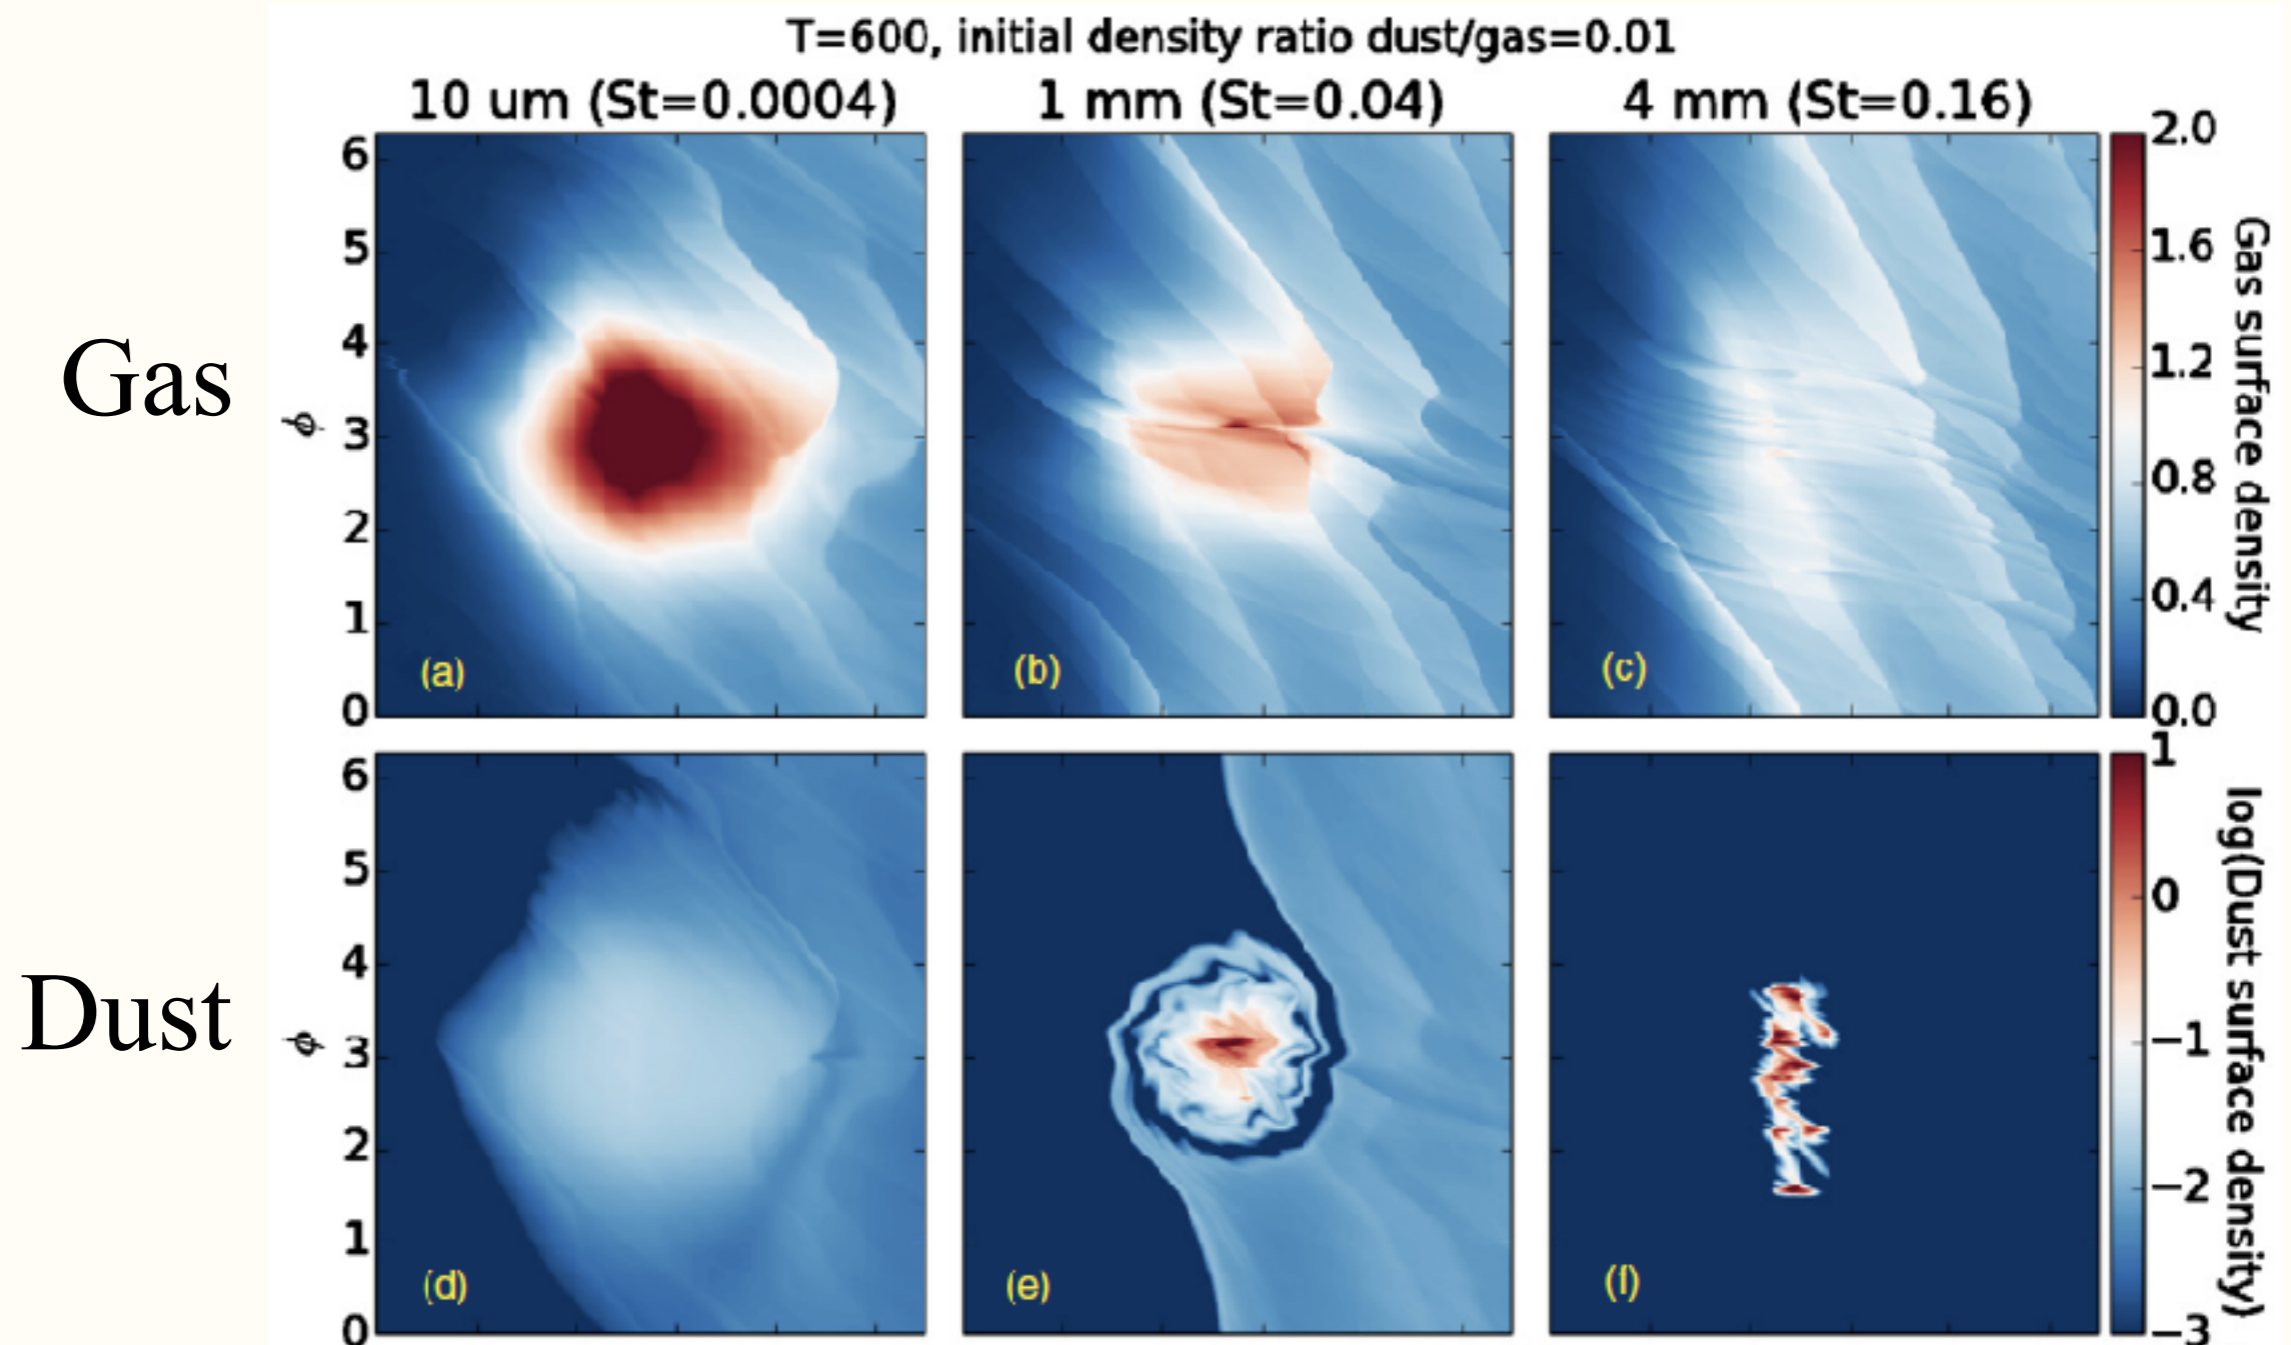 T=600, initial density ratio dust/gas=0.01
10 um (St=0.0004) 1 mm (St=0.04) 4 mm (St=0.16)
Gas
ϕ
6
5
4
3
2
1
0
(a)
(b)
(c)
2.0
1.6
1.2
0.8
0.4
0.0
Gas surface density
Dust
ϕ
6
5
4
3
2
1
0
(d)
(e)
(f)
1
0
−1
−2
−3
log(Dust surface density)